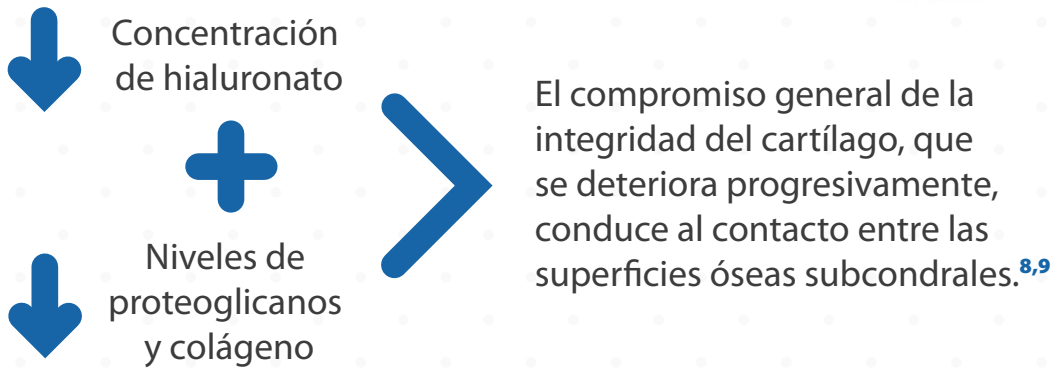 Concentración
de hialuronato
Niveles de
proteoglicanos
y colágeno
El compromiso general de la
integridad del cartílago, que
se deteriora progresivamente,
conduce al contacto entre las
superficies óseas subcondrales.8,9